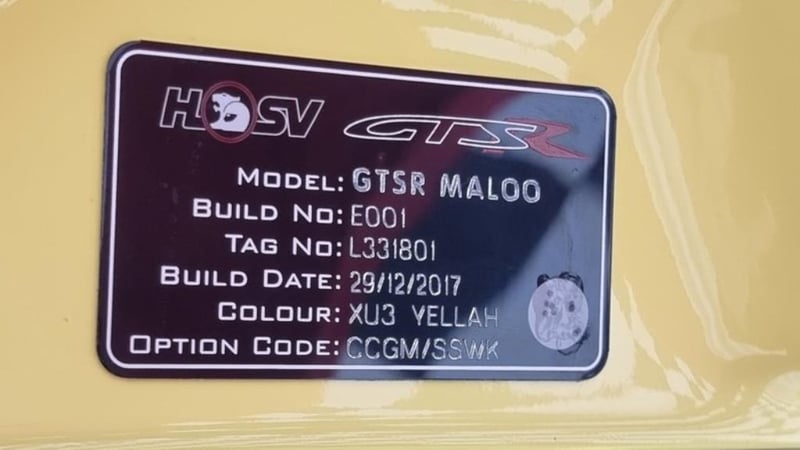 HSV GTSR
MODEL: GTSR MALOO
BUILD NO: E001
TAG NO: L331801
BUILD DATE: 29/12/2017
COLOUR: XU3 YELLAH
OPTION CODE: CCGM/SSWK